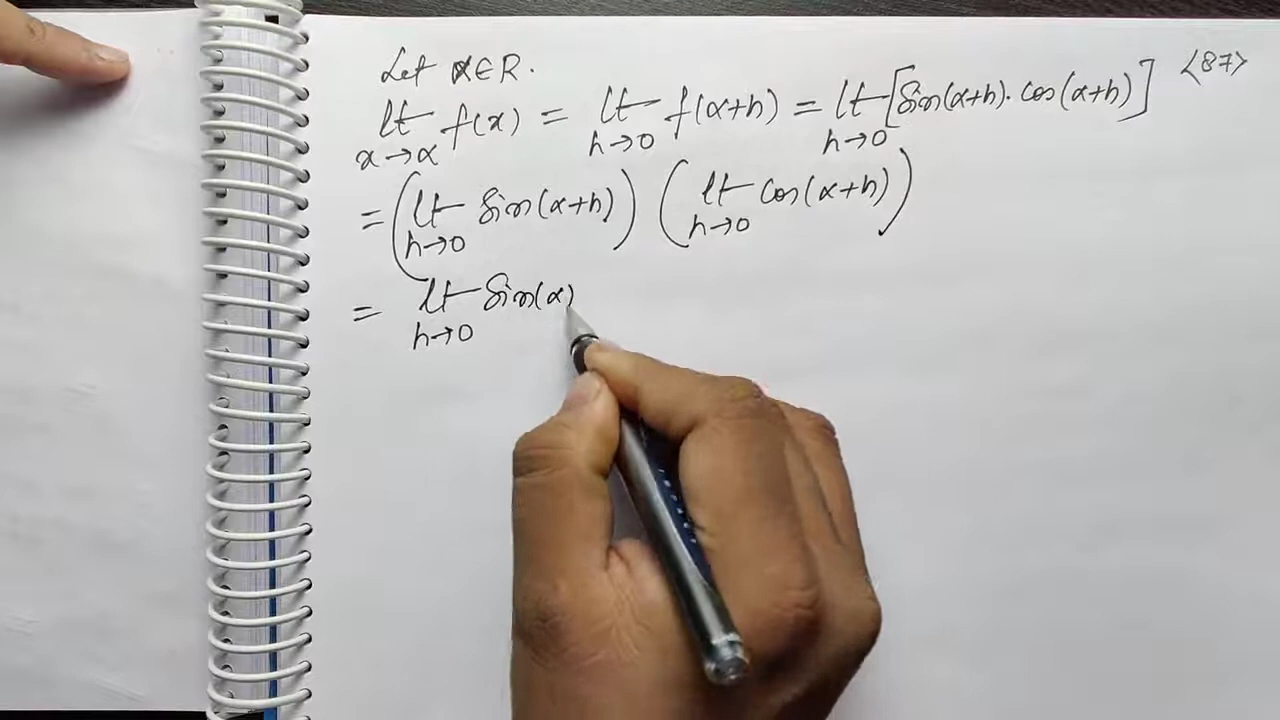 Let α∈R.
lt x→α f(x) = lt h→0 f(α+h) = lt h→0 [Sin(α+h). cos(α+h)] <87>
= (lt h→0 Sin(α+h)) (lt h→0 cos(α+h))
= lt h→0 Sin(α)